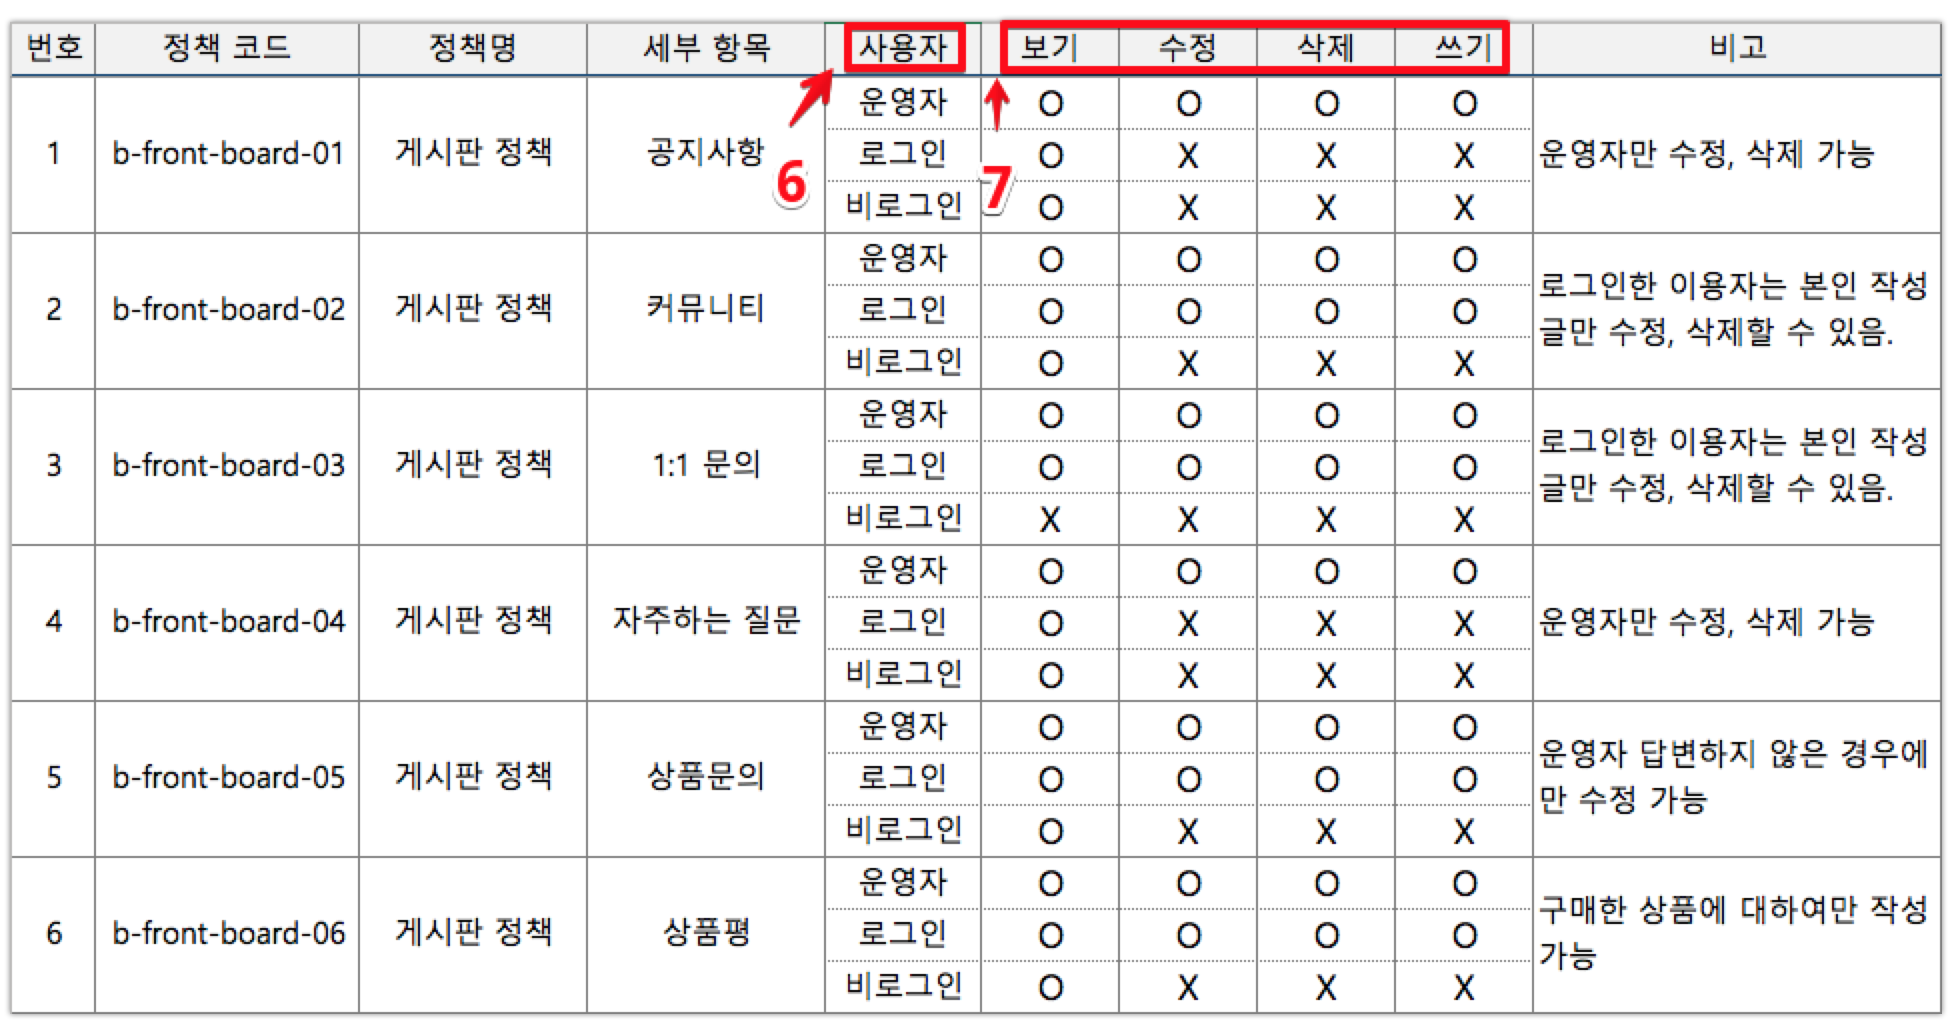 번호 정책 코드 정책명 세부 항목 사용자 보기 수정 삭제 쓰기 비고
1 b-front-board-01 게시판 정책 공지사항
운영자 O O O O
로그인 O X X X
비로그인 O X X X
운영자만 수정, 삭제 가능
6
7
2 b-front-board-02 게시판 정책 커뮤니티
운영자 O O O O
로그인 O O O O
비로그인 O X X X
로그인한 이용자는 본인 작성
글만 수정, 삭제할 수 있음.
3 b-front-board-03 게시판 정책 1:1 문의
운영자 O O O O
로그인 O O O O
비로그인 X X X X
로그인한 이용자는 본인 작성
글만 수정, 삭제할 수 있음.
4 b-front-board-04 게시판 정책 자주하는 질문
운영자 O O O O
로그인 O X X X
비로그인 O X X X
운영자만 수정, 삭제 가능
5 b-front-board-05 게시판 정책 상품문의
운영자 O O O O
로그인 O O O O
비로그인 O X X X
운영자 답변하지 않은 경우에
만 수정 가능
6 b-front-board-06 게시판 정책 상품평
운영자 O O O O
로그인 O O O O
비로그인 O X X X
구매한 상품에 대하여만 작성
가능